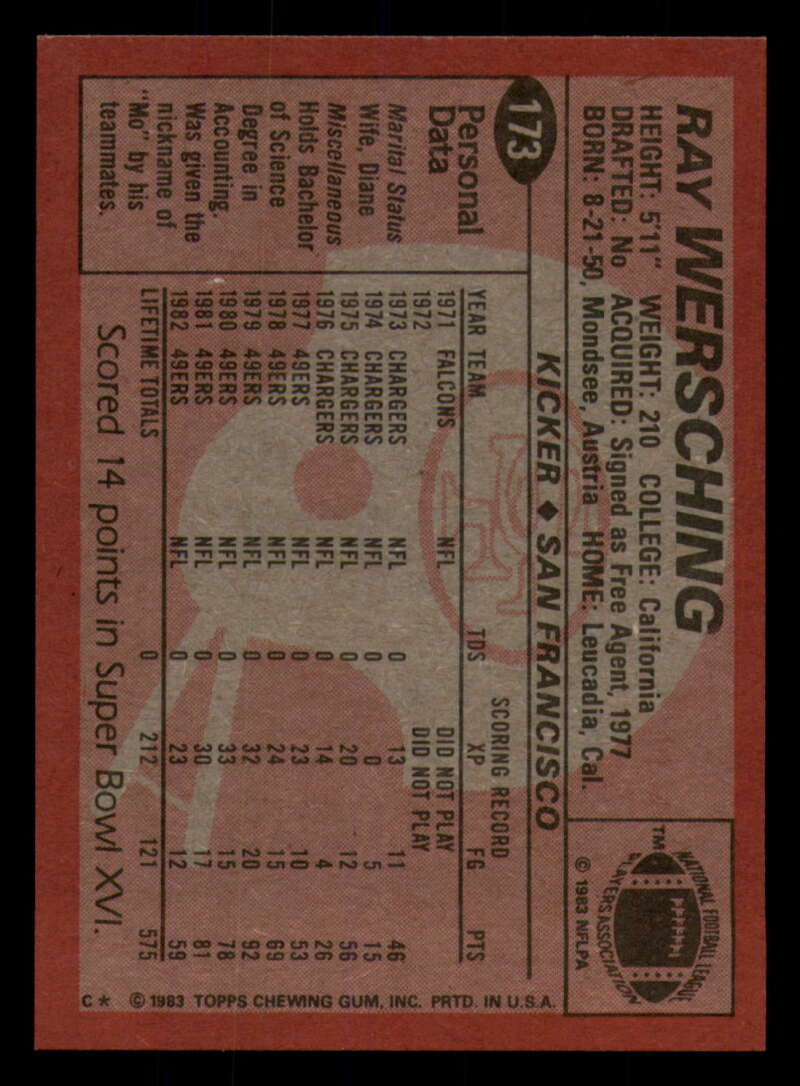 RAY WERSCHING
HEIGHT: 5'11" WEIGHT: 210 COLLEGE: California
DRAFTED: No ACQUIRED: Signed as Free Agent, 1977
BORN: 8-21-50, Mondsee, Austria HOME: Leucadia, Cal.
TM
NATIONAL FOOTBALL LEAGUE
PLAYERS ASSOCIATION
© 1983 NFLPA
173
KICKER ◆ SAN FRANCISCO
Personal
Data
Marital Status
Wife, Diane
Miscellaneous
Holds Bachelor
of Science
Degree in
Accounting.
Was given the
nickname of
"Mo" by his
teammates.
SCORING RECORD
YEAR TEAM TDS XP FG PTS
1971 FALCONS NFL DID NOT PLAY
1972 DID NOT PLAY
1973 CHARGERS NFL 0 13 11 46
1974 CHARGERS NFL 0 0 5 15
1975 CHARGERS NFL 0 20 12 56
1976 CHARGERS NFL 0 14 4 26
1977 49ERS NFL 0 23 10 53
1978 49ERS NFL 0 24 15 69
1979 49ERS NFL 0 32 20 92
1980 49ERS NFL 0 33 15 78
1981 49ERS NFL 0 30 17 81
1982 49ERS NFL 0 23 12 59
LIFETIME TOTALS 0 212 121 575
Scored 14 points in Super Bowl XVI.
C* © 1983 TOPPS CHEWING GUM, INC. PRTD. IN U.S.A.